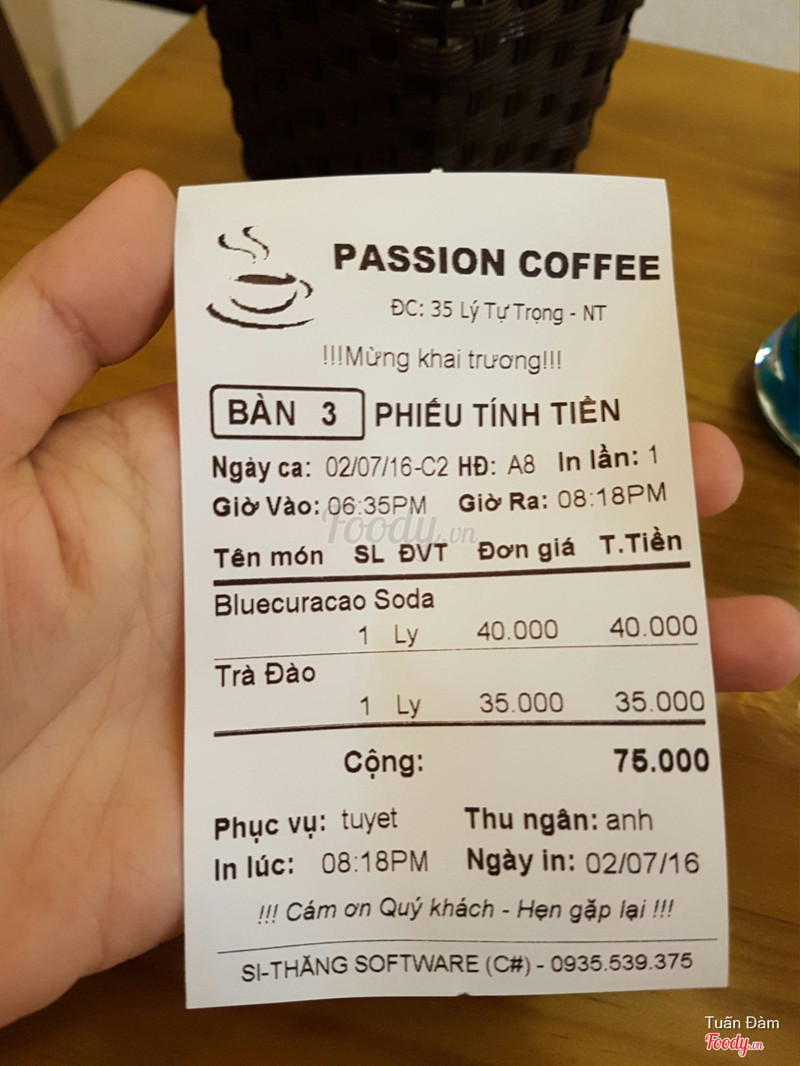 PASSION COFFEE
ĐC: 35 Lý Tự Trọng - NT
!!!Mừng khai trương!!!
BÀN 3 PHIẾU TÍNH TIỀN
Ngày ca: 02/07/16-C2 HĐ: A8 In lần: 1
Giờ Vào: 06:35PM Giờ Ra: 08:18PM
Foody.vn
Tên món SL ĐVT Đơn giá T.Tiền
Bluecuracao Soda
1 Ly 40.000 40.000
Trà Đào
1 Ly 35.000 35.000
Cộng: 75.000
Phục vụ: tuyet Thu ngân: anh
In lúc: 08:18PM Ngày in: 02/07/16
!!! Cám ơn Quý khách - Hẹn gặp lại !!!
SI-THĂNG SOFTWARE (C#) - 0935.539.375
Tuấn Đàm
Foody.vn